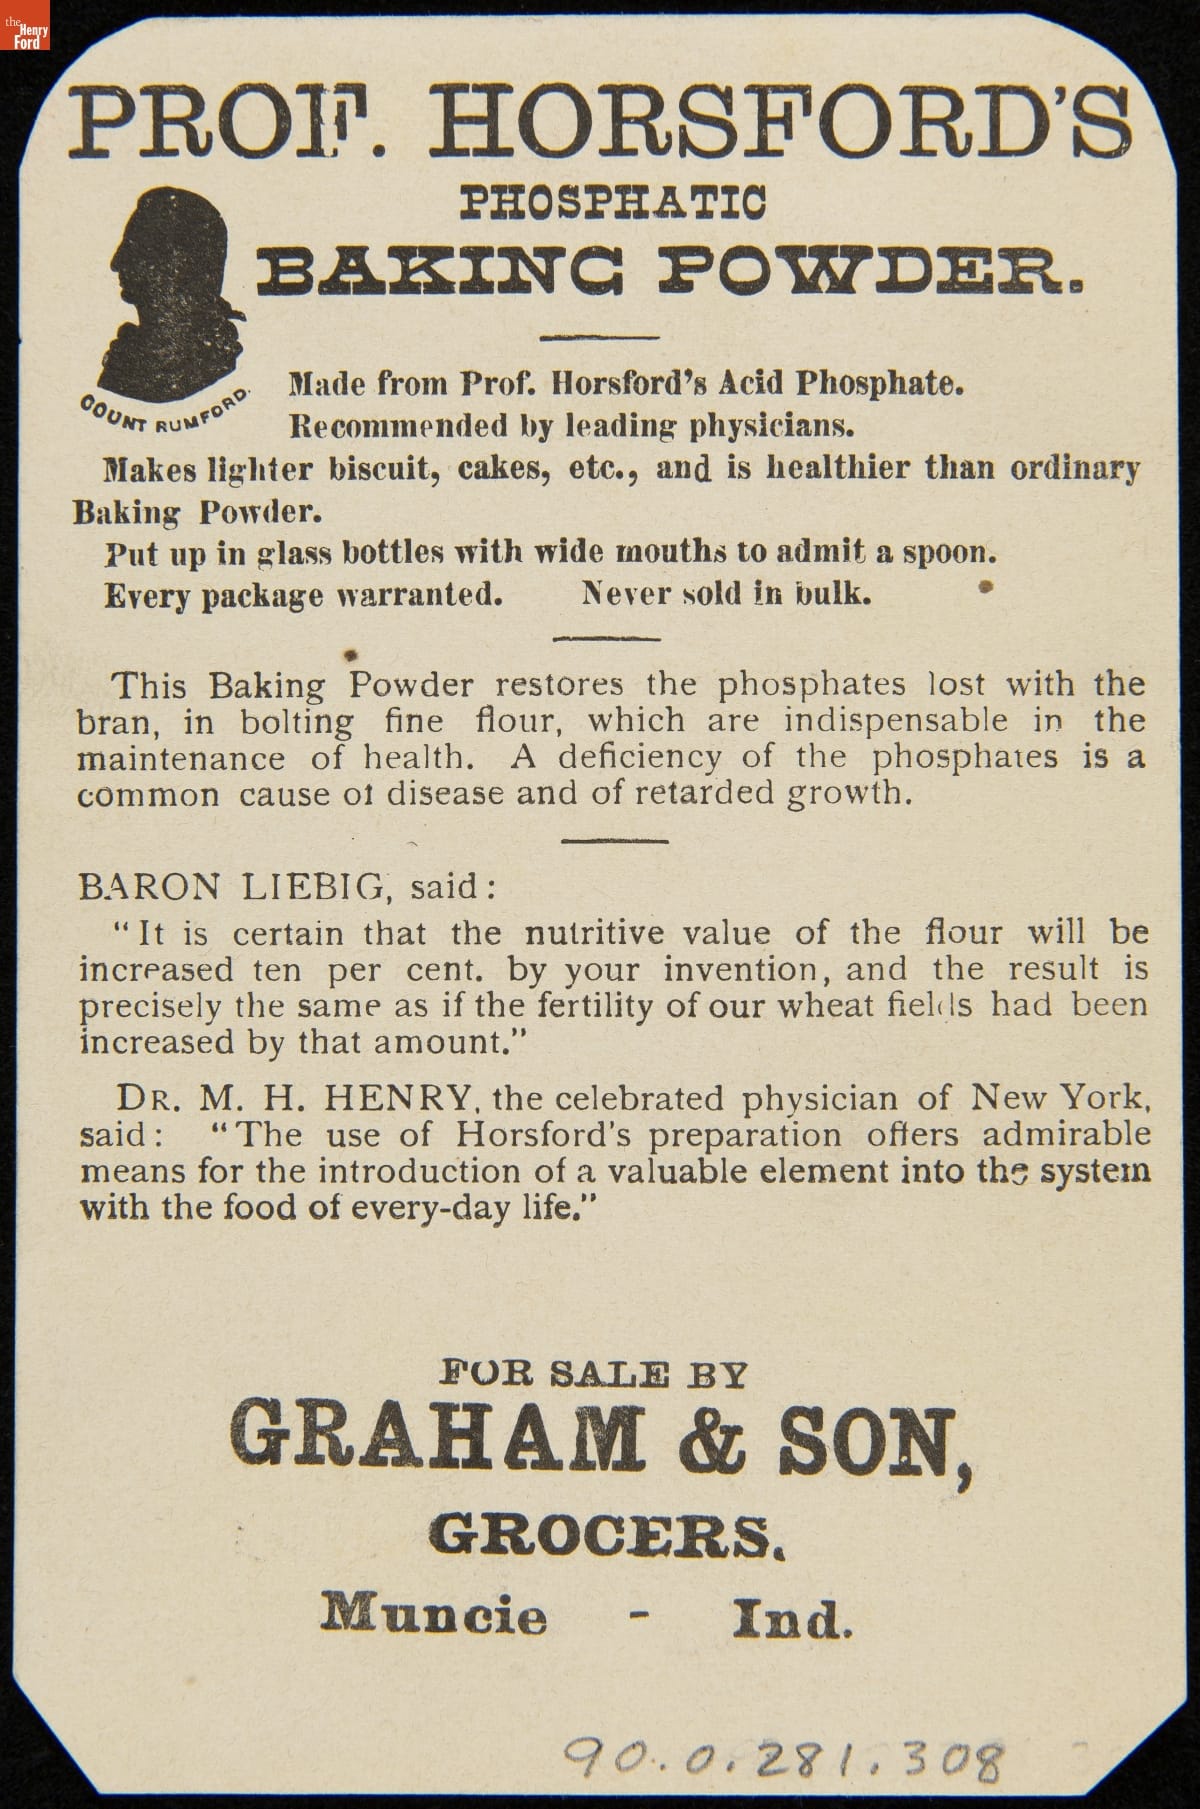 the
Henry
Ford
PROF. HORSFORD'S
PHOSPHATIC
BAKING POWDER.
COUNT RUMFORD.
Made from Prof. Horsford's Acid Phosphate.
Recommended by leading physicians.
Makes lighter biscuit, cakes, etc., and is healthier than ordinary
Baking Powder.
Put up in glass bottles with wide mouths to admit a spoon.
Every package warranted. Never sold in bulk.
This Baking Powder restores the phosphates lost with the
bran, in bolting fine flour, which are indispensable in the
maintenance of health. A deficiency of the phosphates is a
common cause of disease and of retarded growth.
BARON LIEBIG, said:
"It is certain that the nutritive value of the flour will be
increased ten per cent. by your invention, and the result is
precisely the same as if the fertility of our wheat fields had been
increased by that amount."
DR. M. H. HENRY, the celebrated physician of New York,
said: "The use of Horsford's preparation offers admirable
means for the introduction of a valuable element into the system
with the food of every-day life."
FOR SALE BY
GRAHAM & SON,
GROCERS.
Muncie - Ind.
90.0.281.308